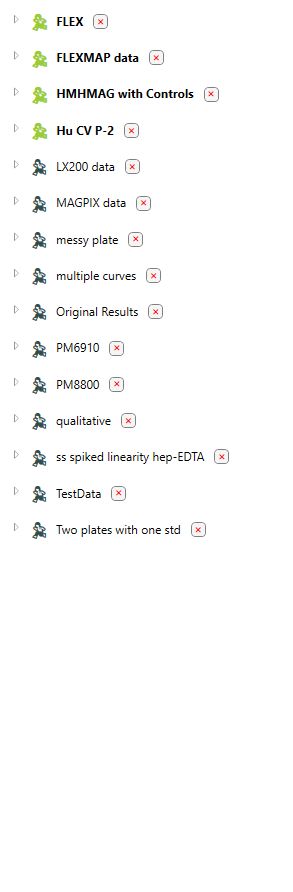 FLEX
FLEXMAP data
HMHMAG with Controls
Hu CV P-2
LX200 data
MAGPIX data
messy plate
multiple curves
Original Results
PM6910
PM8800
qualitative
ss spiked linearity hep-EDTA
TestData
Two plates with one std